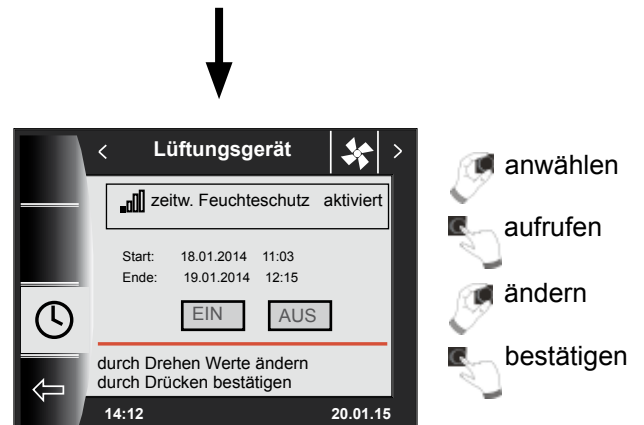 < Lüftungsgerät >
zeitw. Feuchteschutz aktiviert
Start: 18.01.2014 11:03
Ende: 19.01.2014 12:15
EIN AUS
durch Drehen Werte ändern
durch Drücken bestätigen
14:12 20.01.15
anwählen
aufrufen
ändern
bestätigen